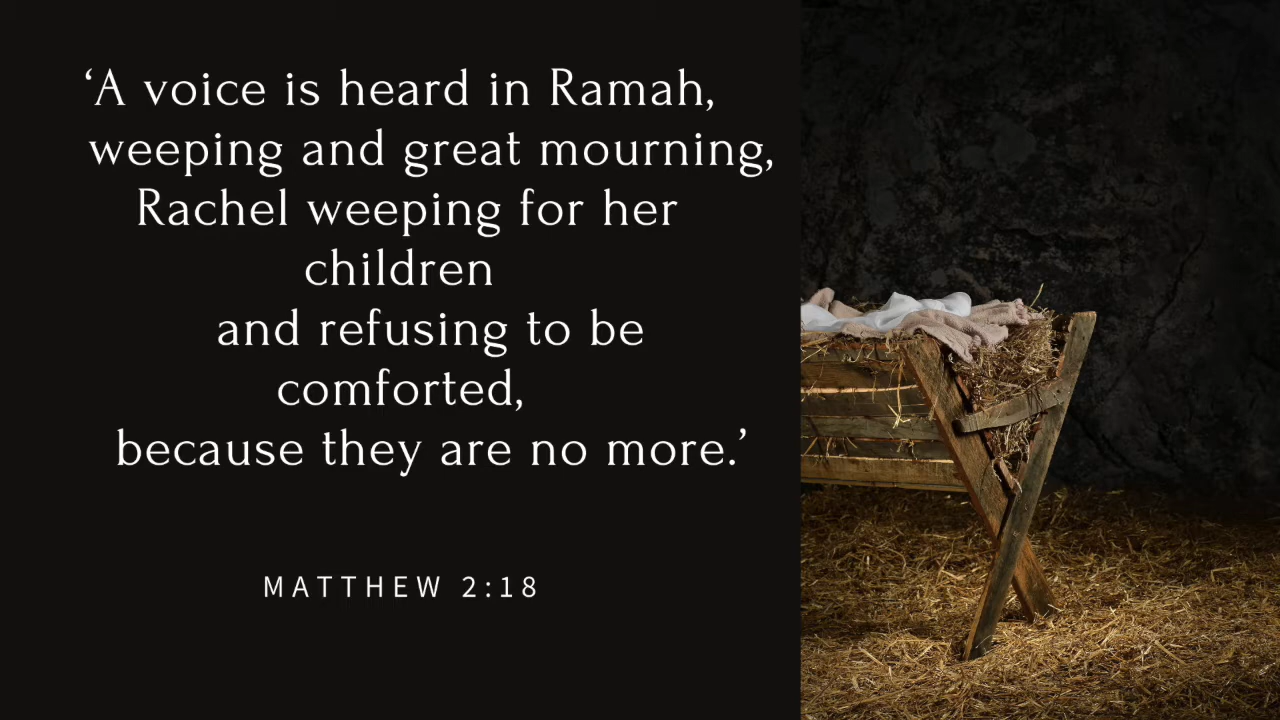 ‘A voice is heard in Ramah,
weeping and great mourning,
Rachel weeping for her
children
and refusing to be
comforted,
because they are no more.’
MATTHEW 2:18